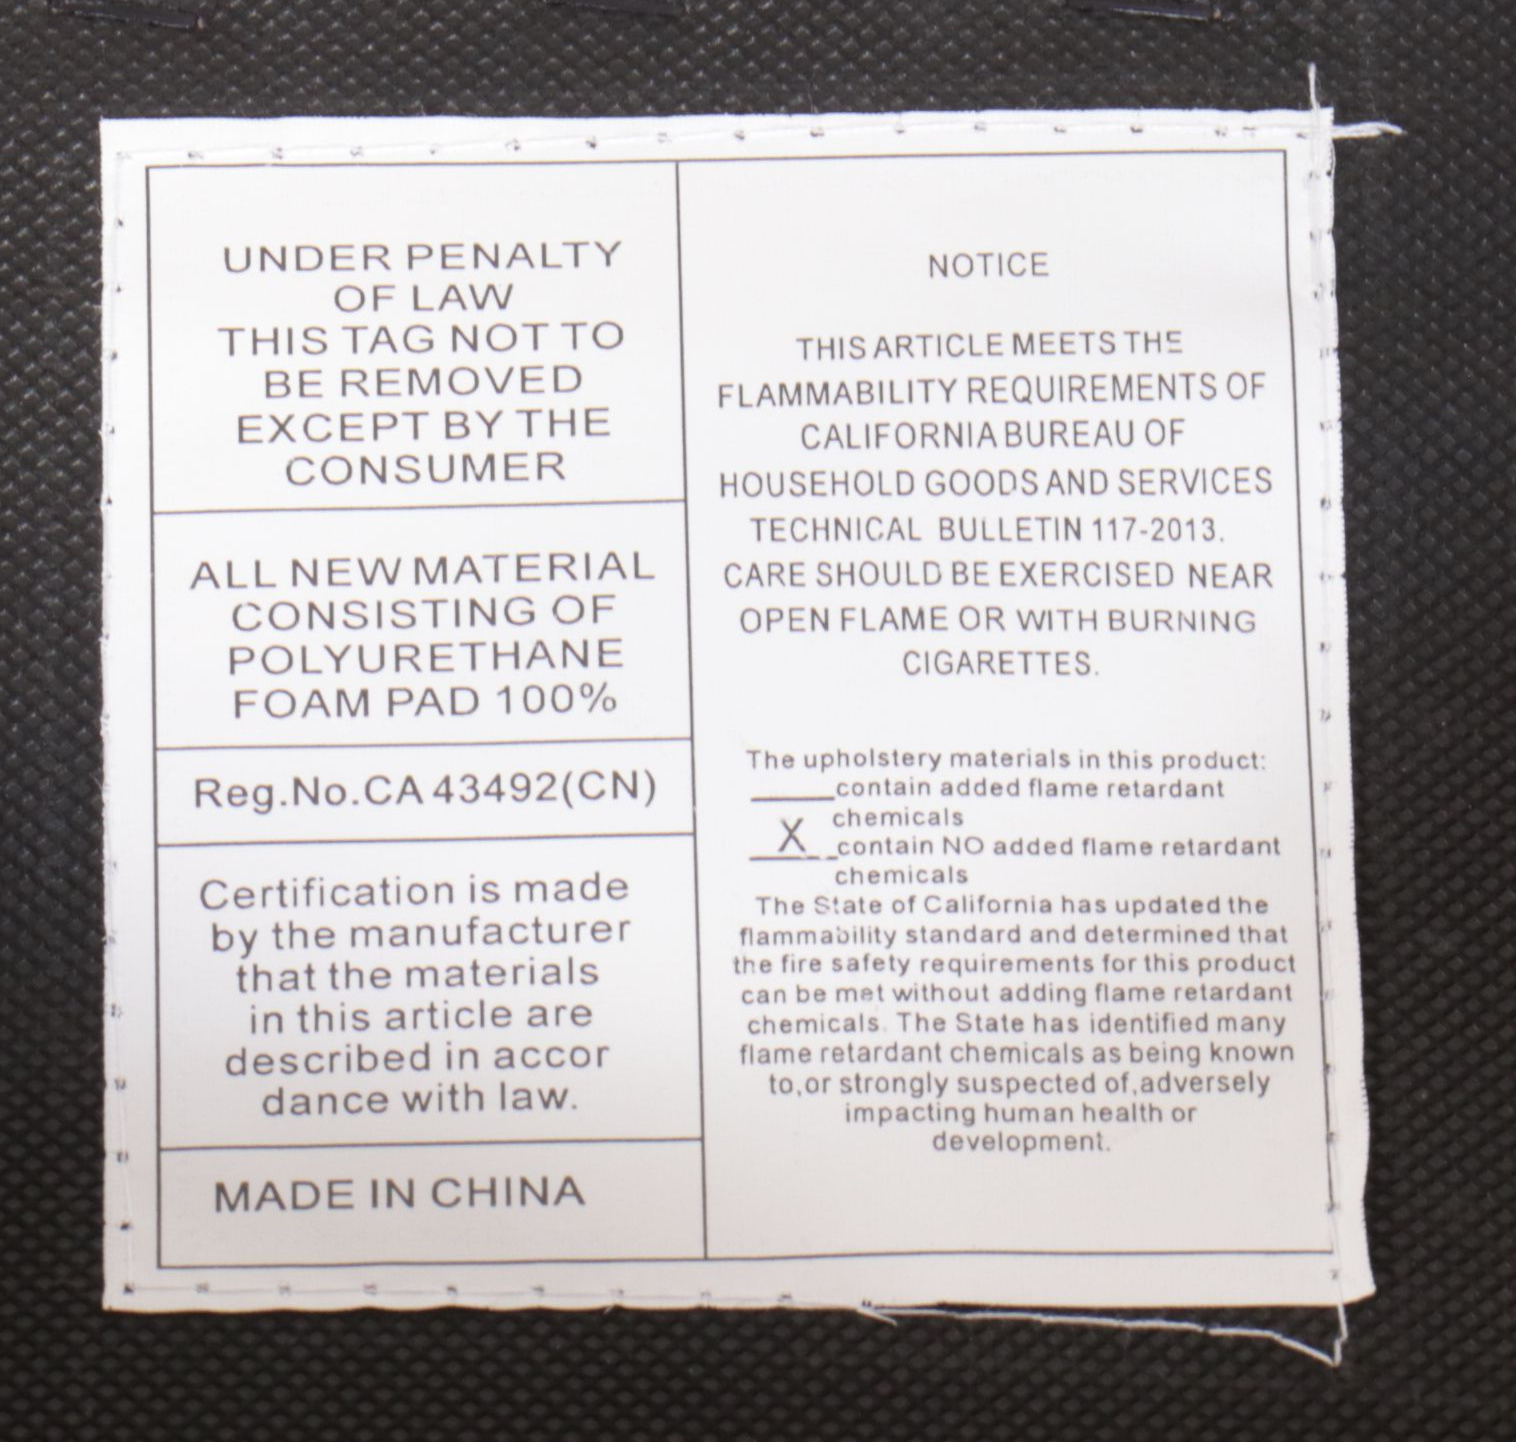 UNDER PENALTY
OF LAW
THIS TAG NOT TO
BE REMOVED
EXCEPT BY THE
CONSUMER
ALL NEW MATERIAL
CONSISTING OF
POLYURETHANE
FOAM PAD 100%
Reg.No.CA 43492(CN)
Certification is made
by the manufacturer
that the materials
in this article are
described in accor
dance with law.
MADE IN CHINA
NOTICE
THIS ARTICLE MEETS THE
FLAMMABILITY REQUIREMENTS OF
CALIFORNIA BUREAU OF
HOUSEHOLD GOODS AND SERVICES
TECHNICAL BULLETIN 117-2013.
CARE SHOULD BE EXERCISED NEAR
OPEN FLAME OR WITH BURNING
CIGARETTES.
The upholstery materials in this product:
_____contain added flame retardant
chemicals
__X__contain NO added flame retardant
chemicals
The State of California has updated the
flammability standard and determined that
the fire safety requirements for this product
can be met without adding flame retardant
chemicals. The State has identified many
flame retardant chemicals as being known
to,or strongly suspected of,adversely
impacting human health or
development.